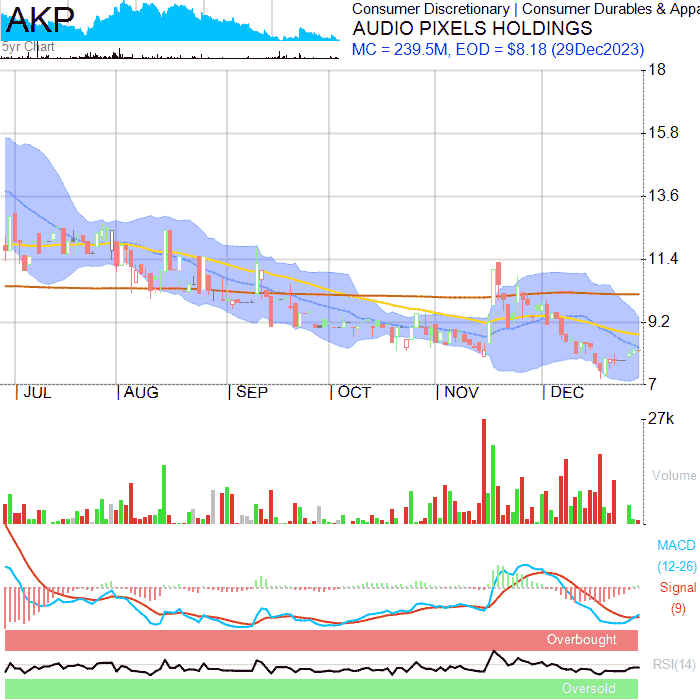 AKP
5yr Chart
Consumer Discretionary | Consumer Durables & Appa
AUDIO PIXELS HOLDINGS
MC = 239.5M, EOD = $8.18 (29Dec2023)
18
15.8
13.6
11.4
9.2
7
JUL AUG SEP OCT NOV DEC
27k
Volume
MACD
(12-26)
Signal
(9)
Overbought
RSI(14)
Oversold